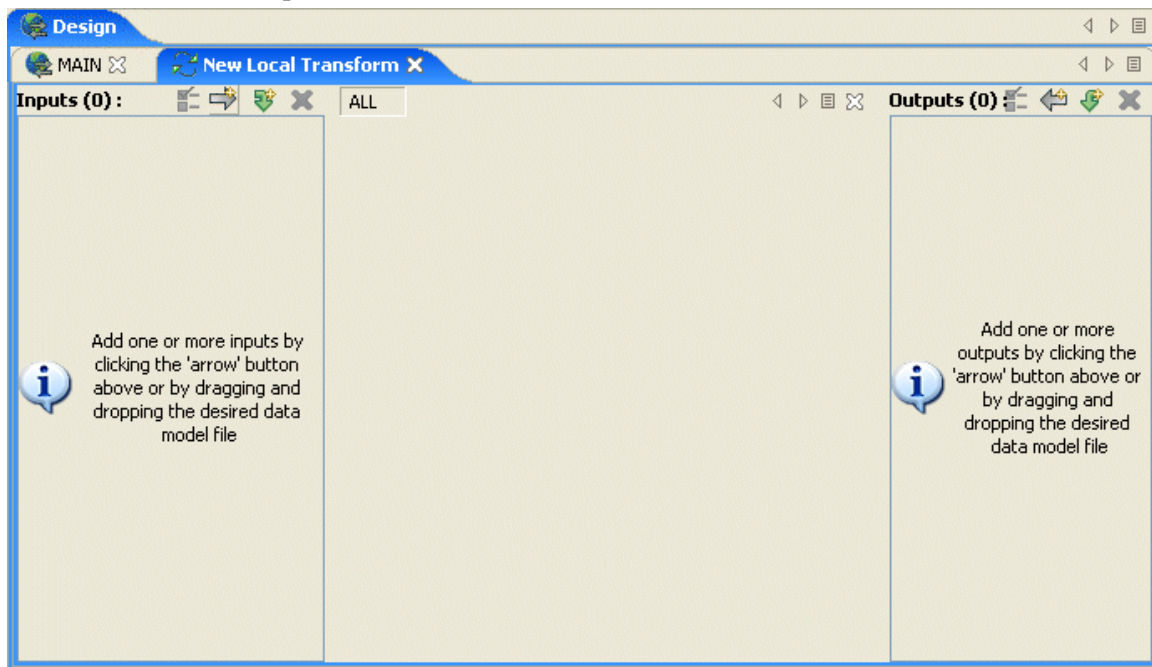 Design
MAIN
New Local Transform
Inputs (0) :
ALL
Outputs (0) :
Add one or more inputs by
clicking the 'arrow' button
above or by dragging and
dropping the desired data
model file
Add one or more
outputs by clicking the
'arrow' button above or
by dragging and
dropping the desired
data model file